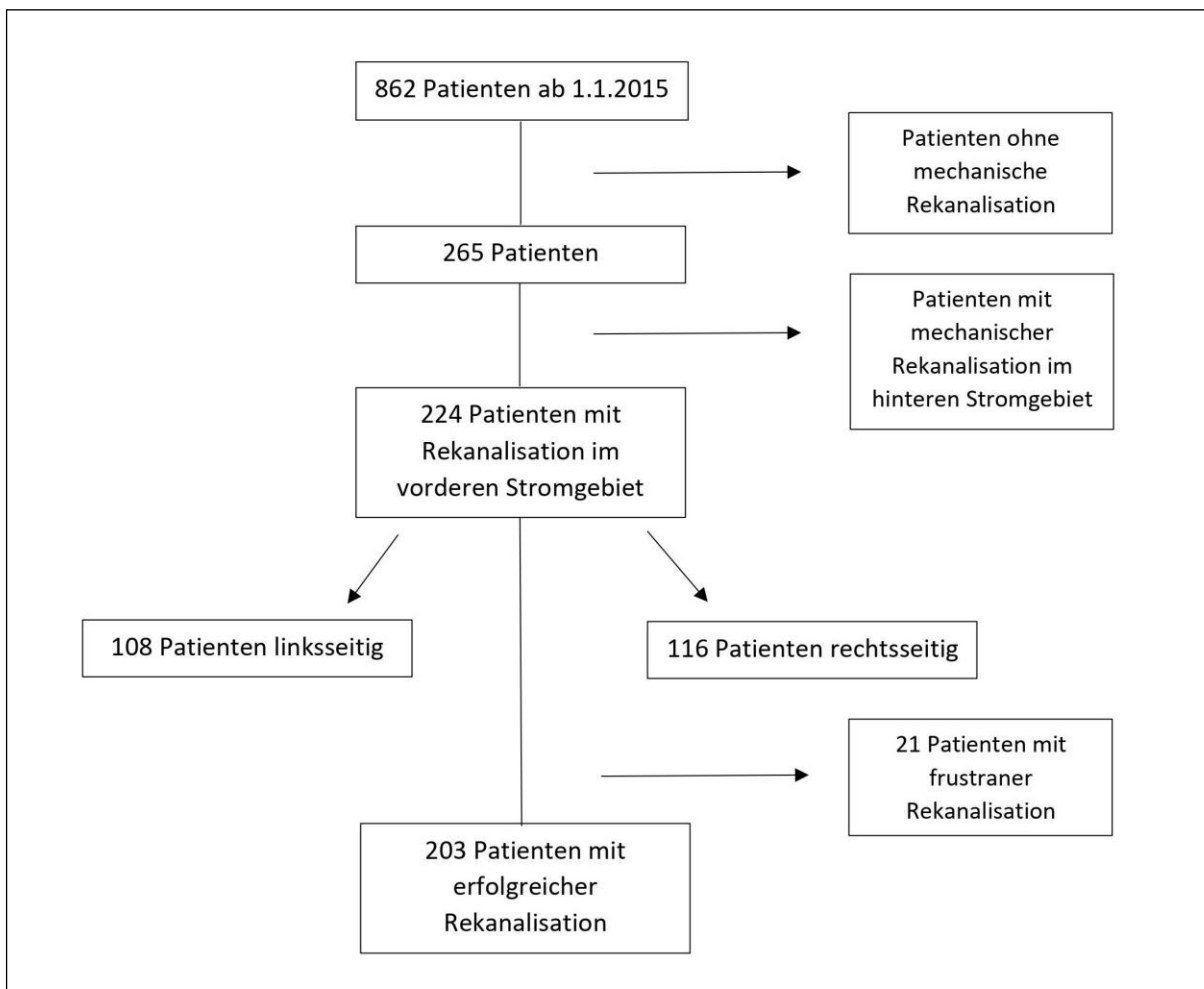 862 Patienten ab 1.1.2015
Patienten ohne
mechanische
Rekanalisation
265 Patienten
Patienten mit
mechanischer
Rekanalisation im
hinteren Stromgebiet
224 Patienten mit
Rekanalisation im
vorderen Stromgebiet
108 Patienten linksseitig
116 Patienten rechtsseitig
21 Patienten mit
frustraner
Rekanalisation
203 Patienten mit
erfolgreicher
Rekanalisation